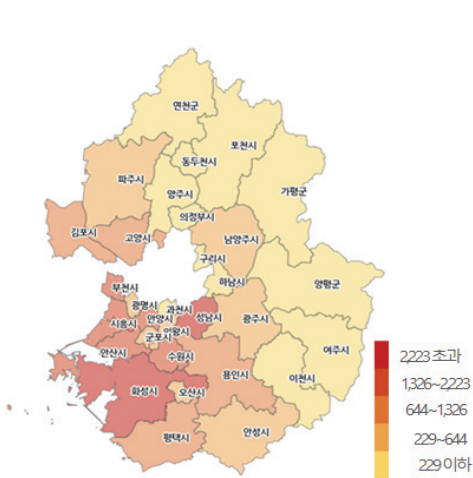 연천군
포천시
동두천시
파주시
양주시
가평군
의정부시
김포시
고양시
남양주시
구리시
하남시
양평군
부천시
광명시
과천시
시흥시
안양시
성남시
광주시
군포시
의왕시
안산시
수원시
여주시
용인시
이천시
화성시
오산시
평택시
안성시
2,223 초과
1,326~2,223
644~1,326
229~644
229 이하